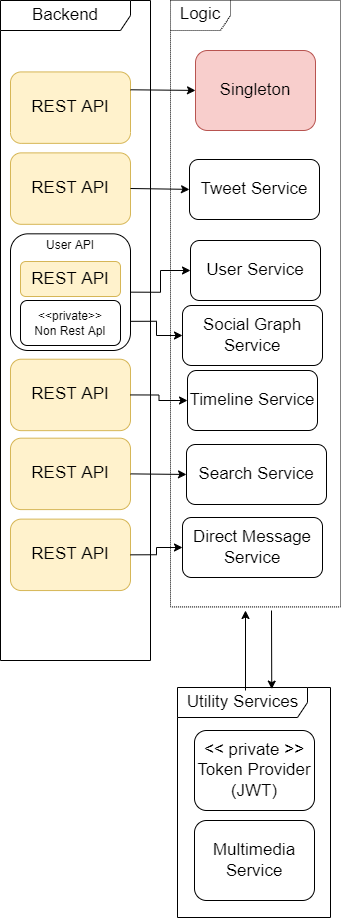 Backend
Logic
REST API
Singleton
REST API
Tweet Service
User API
REST API
<<private>>
Non Rest ApI
User Service
Social Graph
Service
REST API
Timeline Service
REST API
Search Service
REST API
Direct Message
Service
Utility Services
<< private >>
Token Provider
(JWT)
Multimedia
Service